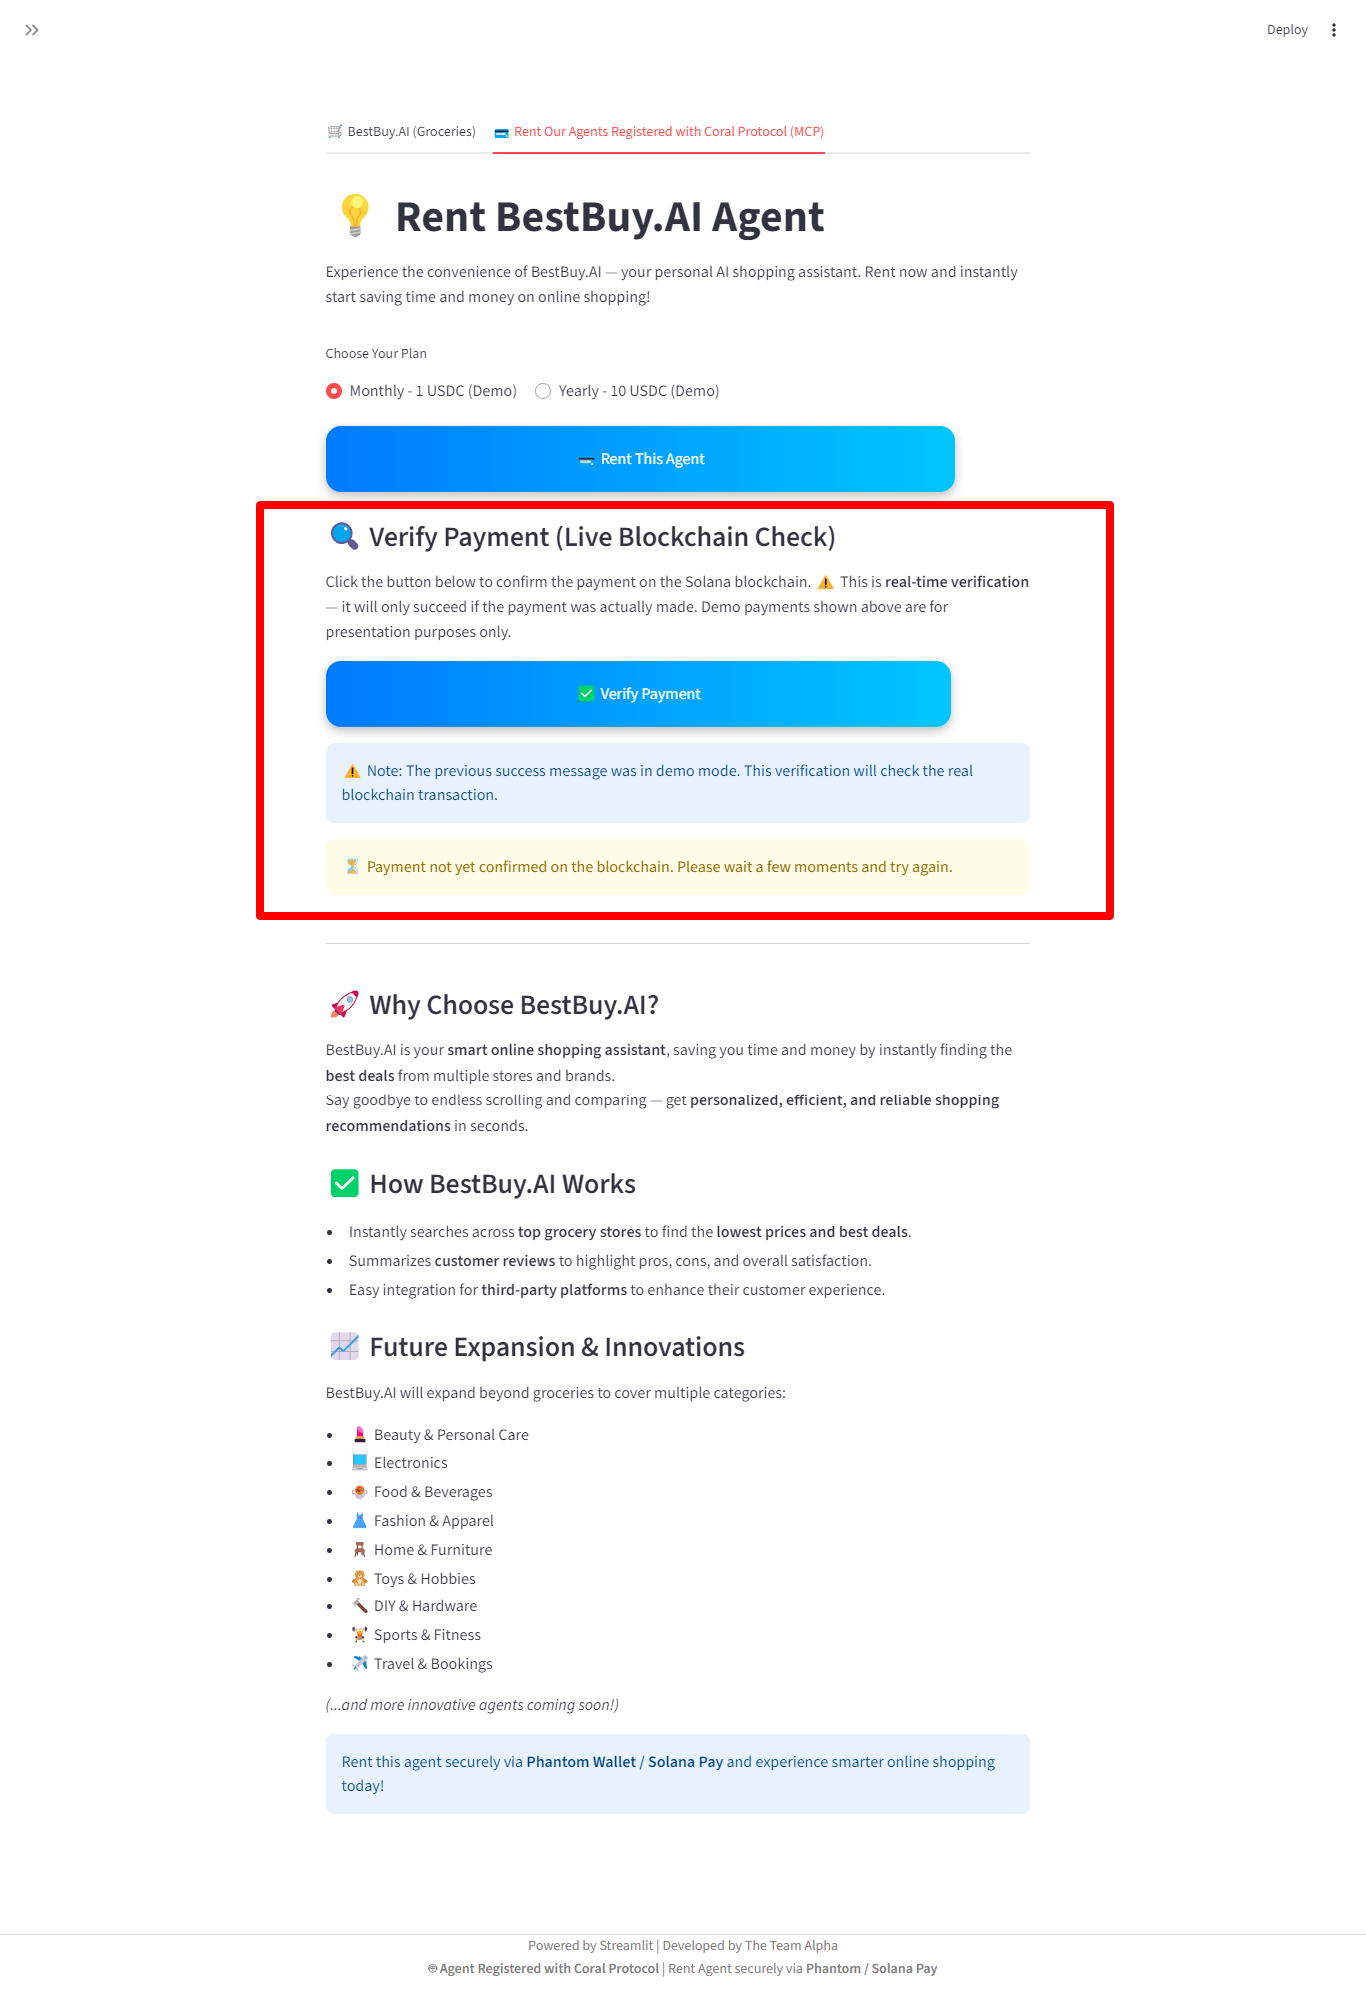 Deploy
BestBuy.AI (Groceries)
Rent Our Agents Registered with Coral Protocol (MCP)
Rent BestBuy.AI Agent
Experience the convenience of BestBuy.AI — your personal AI shopping assistant. Rent now and instantly
start saving time and money on online shopping!
Choose Your Plan
Monthly - 1 USDC (Demo)
Yearly - 10 USDC (Demo)
Rent This Agent
Verify Payment (Live Blockchain Check)
Click the button below to confirm the payment on the Solana blockchain. ⚠️ This is real-time verification
— it will only succeed if the payment was actually made. Demo payments shown above are for
presentation purposes only.
Verify Payment
Note: The previous success message was in demo mode. This verification will check the real
blockchain transaction.
Payment not yet confirmed on the blockchain. Please wait a few moments and try again.
Why Choose BestBuy.AI?
BestBuy.AI is your smart online shopping assistant, saving you time and money by instantly finding the
best deals from multiple stores and brands.
Say goodbye to endless scrolling and comparing — get personalized, efficient, and reliable shopping
recommendations in seconds.
How BestBuy.AI Works
• Instantly searches across top grocery stores to find the lowest prices and best deals.
• Summarizes customer reviews to highlight pros, cons, and overall satisfaction.
• Easy integration for third-party platforms to enhance their customer experience.
Future Expansion & Innovations
BestBuy.AI will expand beyond groceries to cover multiple categories:
• Beauty & Personal Care
• Electronics
• Food & Beverages
• Fashion & Apparel
• Home & Furniture
• Toys & Hobbies
• DIY & Hardware
• Sports & Fitness
• Travel & Bookings
(...and more innovative agents coming soon!)
Rent this agent securely via Phantom Wallet / Solana Pay and experience smarter online shopping
today!
Powered by Streamlit | Developed by The Team Alpha
Agent Registered with Coral Protocol | Rent Agent securely via Phantom / Solana Pay